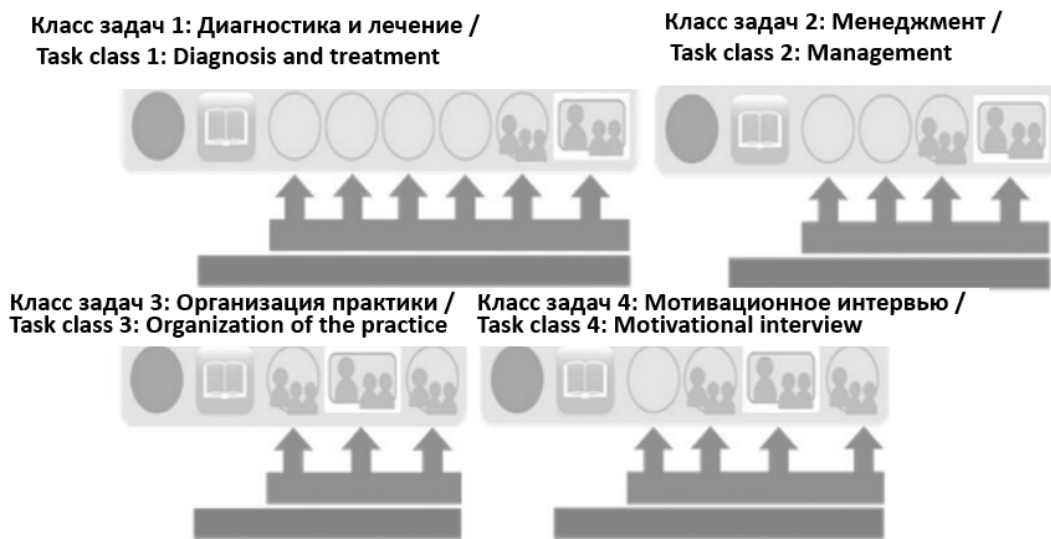 Класс задач 1: Диагностика и лечение /
Task class 1: Diagnosis and treatment
Класс задач 2: Менеджмент /
Task class 2: Management
Класс задач 3: Организация практики /
Task class 3: Organization of the practice
Класс задач 4: Мотивационное интервью /
Task class 4: Motivational interview